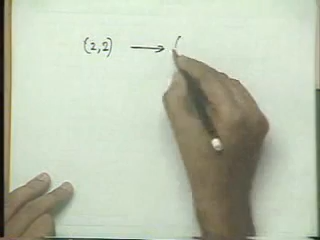 (2,2) → (